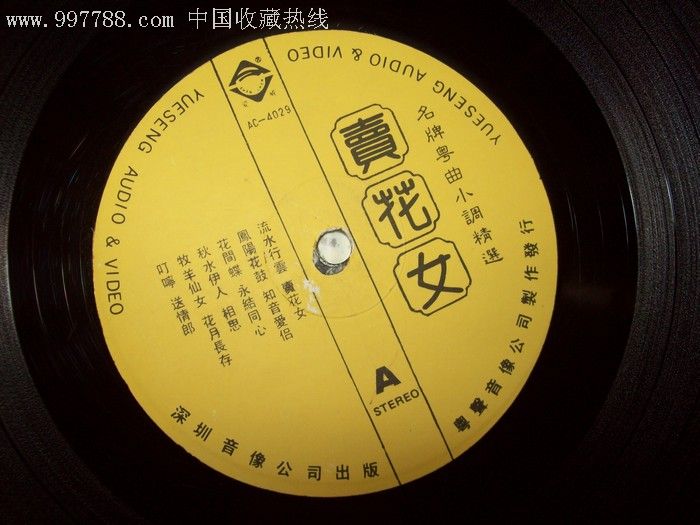 www.997788.com 中国收藏热线
YUESENG AUDIO & VIDEO
YUESENG AUDIO & VIDEO
AC-4029
賣花女
名牌粤曲小調精選
流水行雲 賣花女
鳳陽花鼓 知音愛侶
花間蝶 永結同心
秋水伊人 相思
牧羊仙女 花月長存
叮嚀 送情郎
A
STEREO
粵聲音像公司製作發行
深圳音像公司出版